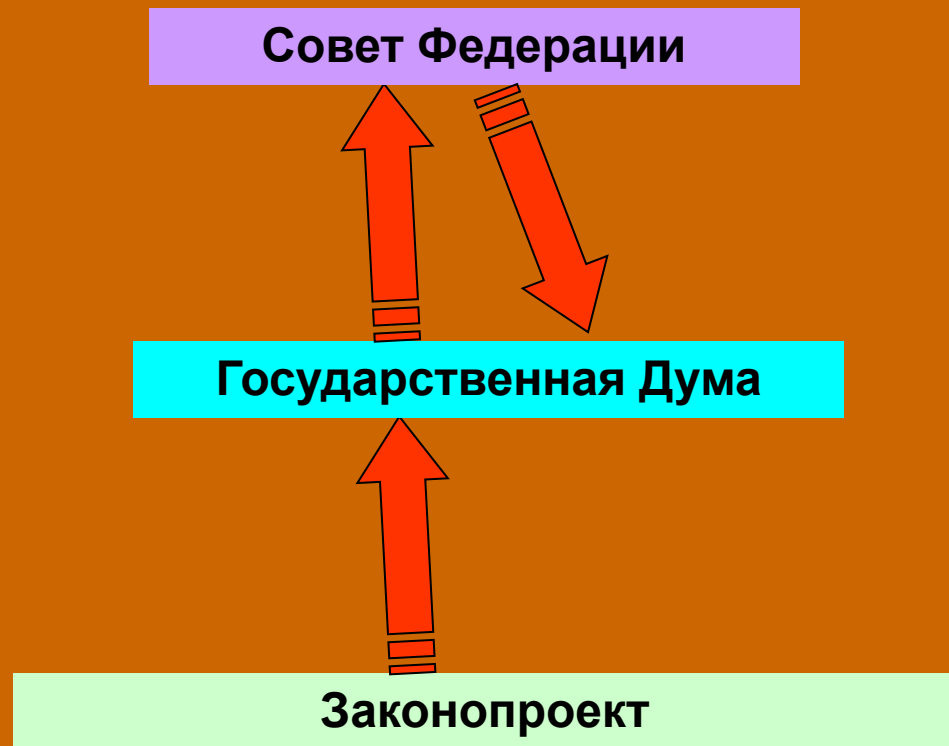 Совет Федерации
Государственная Дума
Законопроект